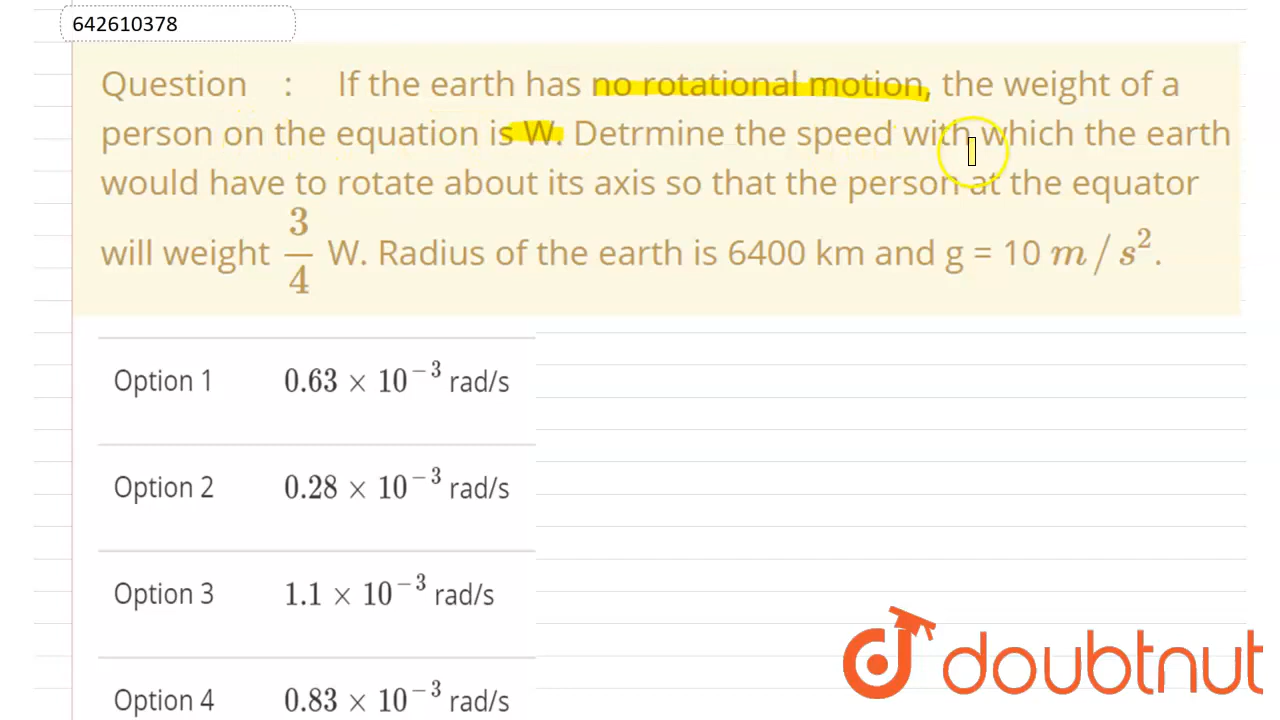 642610378
Question : If the earth has no rotational motion, the weight of a
person on the equation is W. Detrmine the speed with which the earth
would have to rotate about its axis so that the person at the equator
will weight 3/4 W. Radius of the earth is 6400 km and g = 10 m/s².
Option 1 0.63 × 10⁻³ rad/s
Option 2 0.28 × 10⁻³ rad/s
Option 3 1.1 × 10⁻³ rad/s
Option 4 0.83 × 10⁻³ rad/s
doubtnut